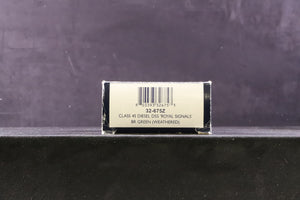 32-675Z
CLASS 45 DIESEL D55 'ROYAL SIGNALS'
BR GREEN (WEATHERED)